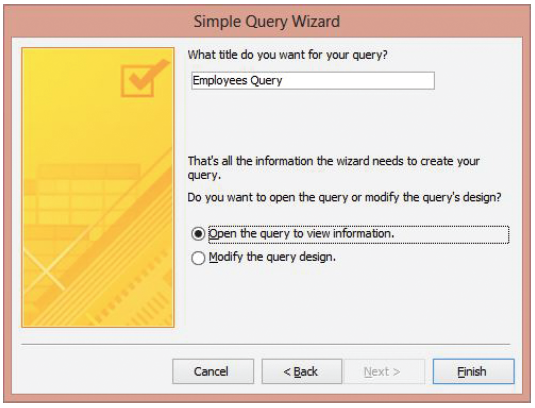 Simple Query Wizard
What title do you want for your query?
Employees Query
That's all the information the wizard needs to create your
query.
Do you want to open the query or modify the query's design?
Open the query to view information.
Modify the query design.
Cancel
< Back
Next >
Finish